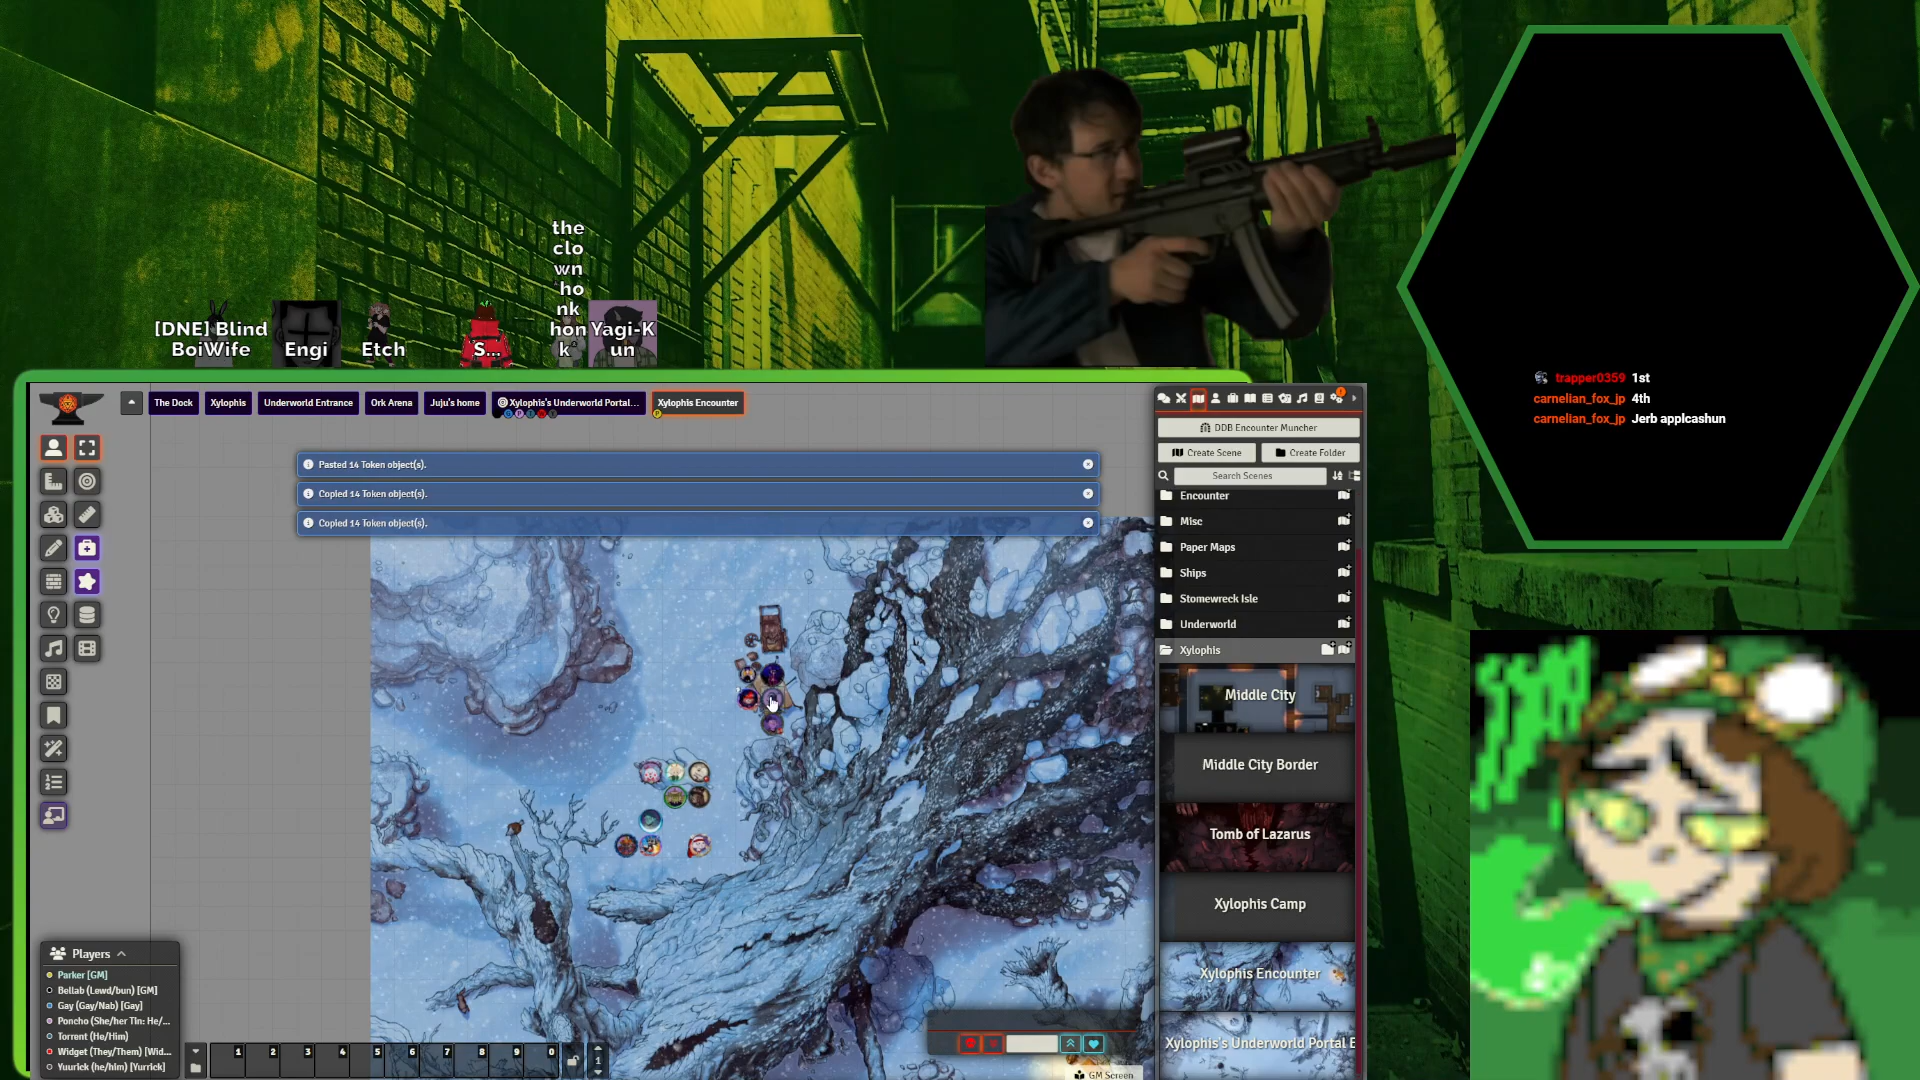 the
clo
wn
ho
nk
hon
k
[DNE] Blind
BoiWife
Engi
Etch
S...
Yagi-K
un
trapper0359 1st
carnelian_fox_jp 4th
carnelian_fox_jp Jerb applcashun
The Dock
Xylophis
Underworld Entrance
Ork Arena
Juju's home
Xylophis's Underworld Portal...
Xylophis Encounter
Pasted 14 Token object(s).
Copied 14 Token object(s).
Copied 14 Token object(s).
DDB Encounter Muncher
Create Scene
Create Folder
Search Scenes
Encounter
Misc
Paper Maps
Ships
Stomewreck Isle
Underworld
Xylophis
Middle City
Middle City Border
Tomb of Lazarus
Xylophis Camp
Xylophis Encounter
Xylophis's Underworld Portal E
Players
Parker [GM]
Bellab (Lewd/bun) [GM]
Gay (Gay/Nab) [Gay]
Poncho (She/her Tin: He/...
Torrent (He/Him)
Widget (They/Them) [Wid...
Yuurick (he/him) [Yurrick]
1 2 3 4 5 6 7 8 9 0
1
GM Screen